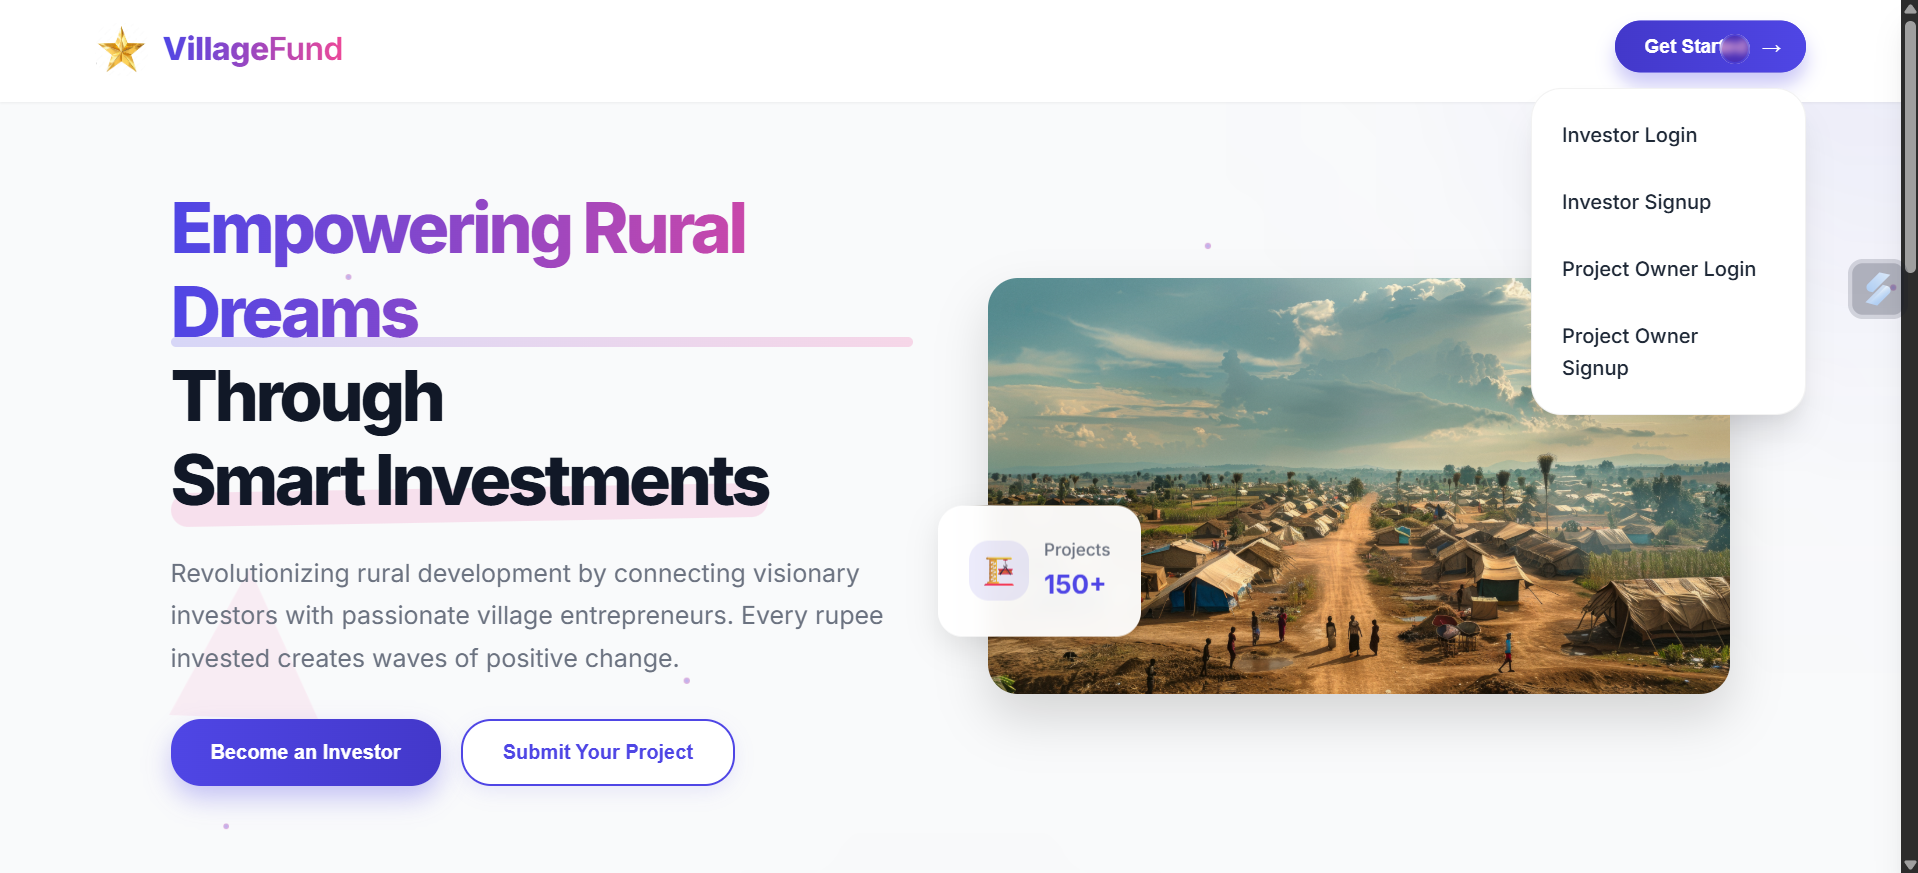 VillageFund
Get Start →
Investor Login
Investor Signup
Project Owner Login
Project Owner
Signup
Empowering Rural
Dreams
Through
Smart Investments
Revolutionizing rural development by connecting visionary
investors with passionate village entrepreneurs. Every rupee
invested creates waves of positive change.
Become an Investor
Submit Your Project
Projects
150+